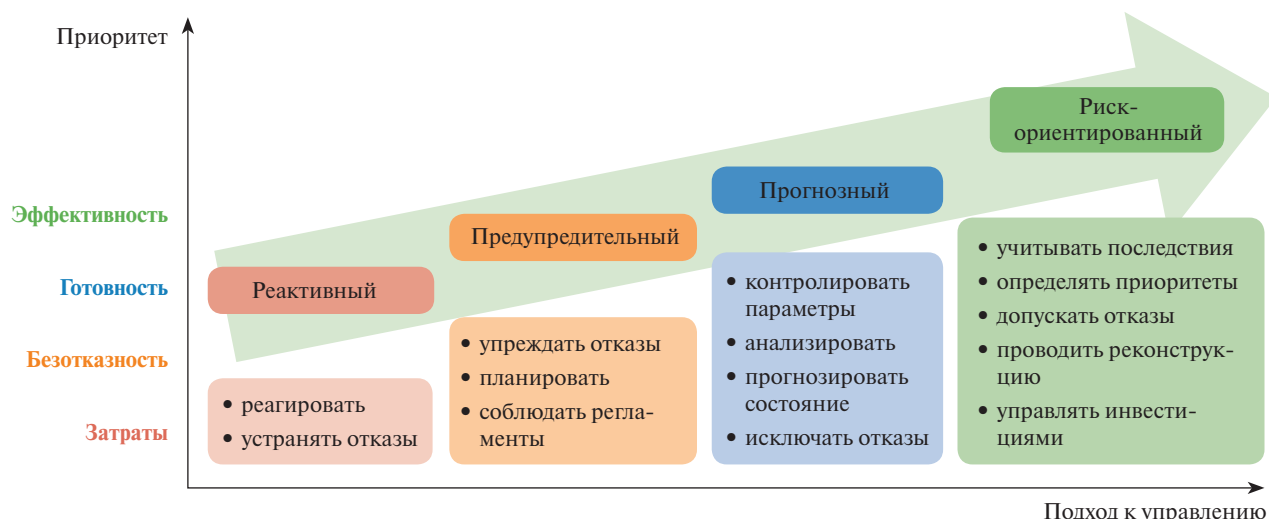 Приоритет
Эффективность
Готовность
Безотказность
Затраты
Реактивный
• реагировать
• устранять отказы
Предупредительный
• упреждать отказы
• планировать
• соблюдать регла-
менты
Прогнозный
• контролировать
параметры
• анализировать
• прогнозировать
состояние
• исключать отказы
Риск-
ориентированный
• учитывать последствия
• определять приоритеты
• допускать отказы
• проводить реконструк-
цию
• управлять инвести-
циями
Подход к управлению